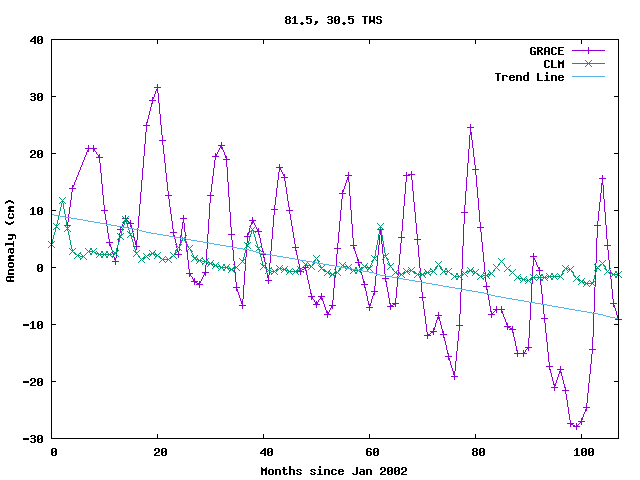 81.5, 30.5 TWS
GRACE
CLM
Trend Line
40
30
20
10
0
-10
-20
-30
Anomaly (cm)
0 20 40 60 80 100
Months since Jan 2002